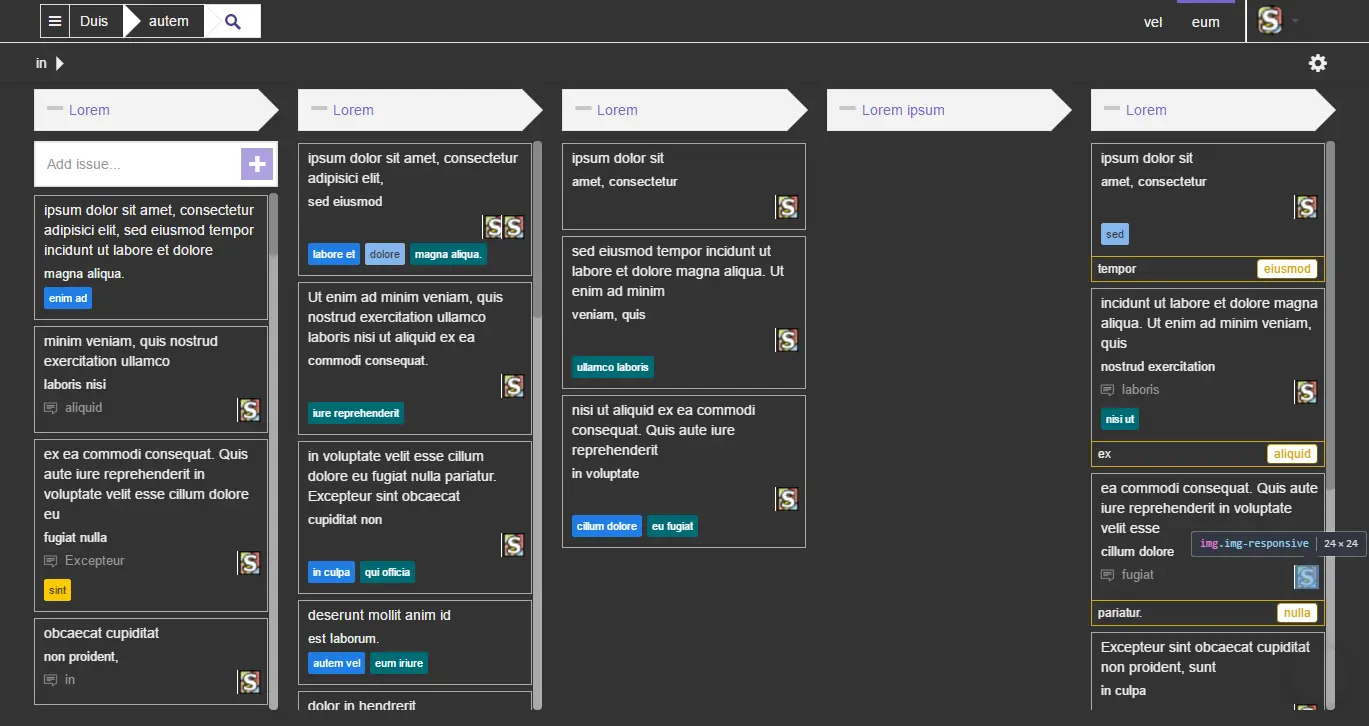 Duis
autem
vel
eum
in
Lorem
Add issue...
ipsum dolor sit amet, consectetur
adipisici elit, sed eiusmod tempor
incidunt ut labore et dolore
magna aliqua.
enim ad
minim veniam, quis nostrud
exercitation ullamco
laboris nisi
aliquid
ex ea commodi consequat. Quis
aute iure reprehenderit in
voluptate velit esse cillum dolore
eu
fugiat nulla
Excepteur
sint
obcaecat cupiditat
non proident,
in
Lorem
ipsum dolor sit amet, consectetur
adipisici elit,
sed eiusmod
labore et
dolore
magna aliqua.
Ut enim ad minim veniam, quis
nostrud exercitation ullamco
laboris nisi ut aliquid ex ea
commodi consequat.
iure reprehenderit
in voluptate velit esse cillum
dolore eu fugiat nulla pariatur.
Excepteur sint obcaecat
cupiditat non
in culpa
qui officia
deserunt mollit anim id
est laborum.
autem vel
eum iriure
dolor in hendrerit
Lorem
ipsum dolor sit
amet, consectetur
sed eiusmod tempor incidunt ut
labore et dolore magna aliqua. Ut
enim ad minim
veniam, quis
ullamco laboris
nisi ut aliquid ex ea commodi
consequat. Quis aute iure
reprehenderit
in voluptate
cillum dolore
eu fugiat
Lorem ipsum
Lorem
ipsum dolor sit
amet, consectetur
sed
tempor
eiusmod
incidunt ut labore et dolore magna
aliqua. Ut enim ad minim veniam,
quis
nostrud exercitation
laboris
nisi ut
ex
aliquid
ea commodi consequat. Quis aute
iure reprehenderit in voluptate
velit esse
cillum dolore
img.img-responsive
24×24
fugiat
pariatur.
nulla
Excepteur sint obcaecat cupiditat
non proident, sunt
in culpa